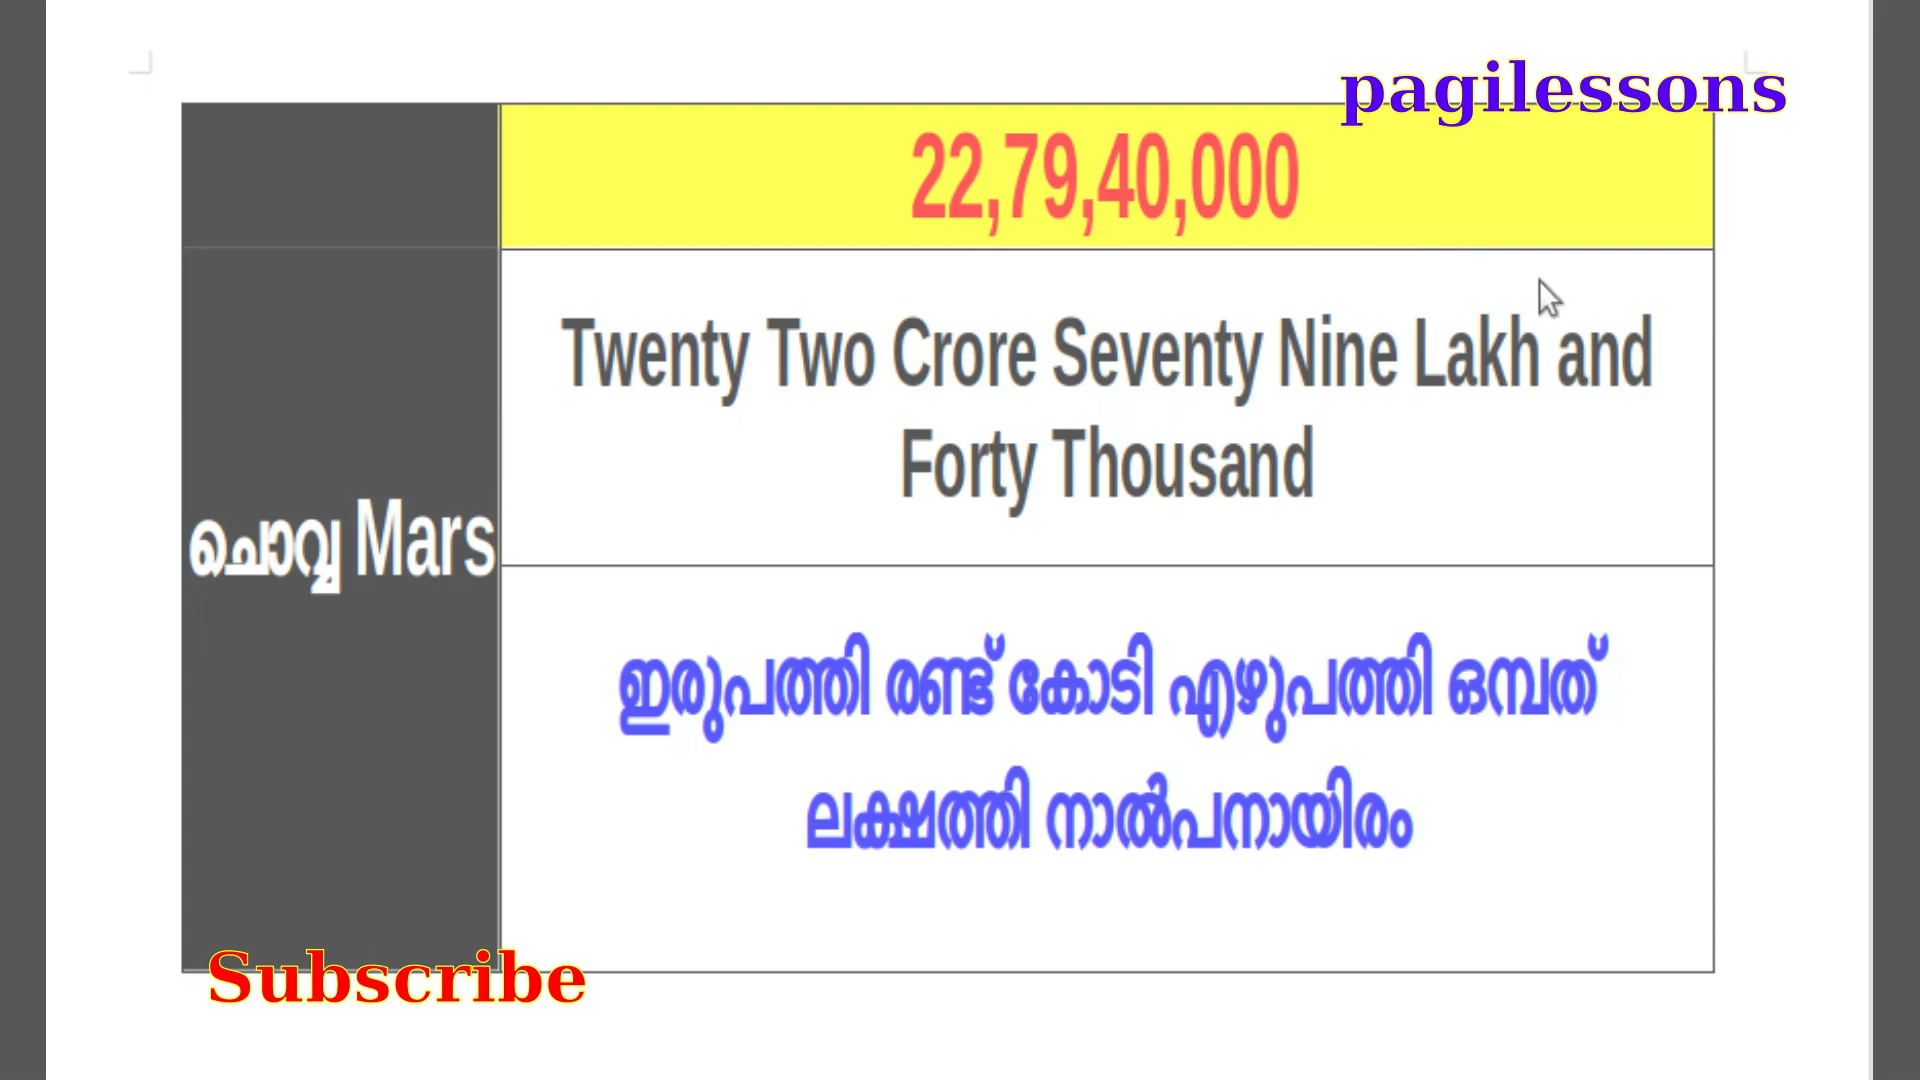 pagilessons
22,79,40,000
Twenty Two Crore Seventy Nine Lakh and
Forty Thousand
ചൊവ്വ Mars
ഇരുപത്തി രണ്ട് കോടി എഴുപത്തി ഒമ്പത്
ലക്ഷത്തി നാൽപനായിരം
Subscribe